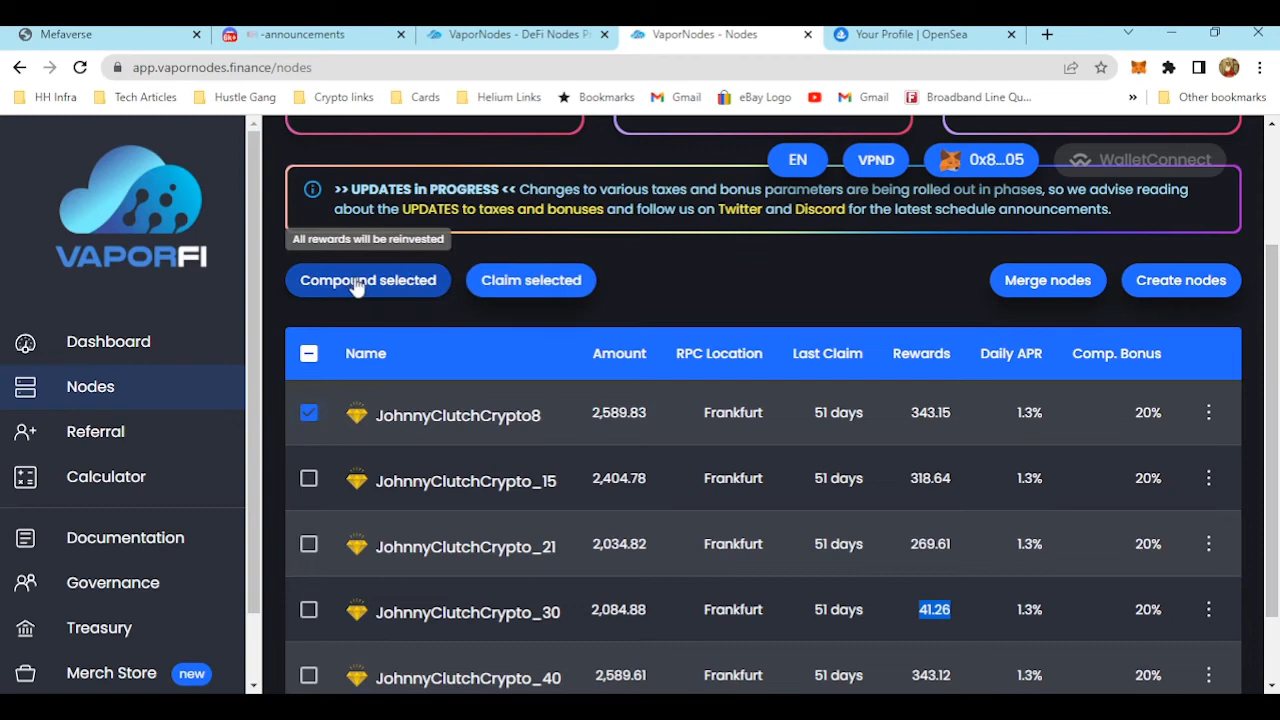 Metaverse
-announcements
VaporNodes - DeFi Nodes Pr
VaporNodes - Nodes
Your Profile | OpenSea
app.vapornodes.finance/nodes
HH Infra
Tech Articles
Hustle Gang
Crypto links
Cards
Helium Links
Bookmarks
Gmail
eBay Logo
Gmail
Broadband Line Qu...
»
Other bookmarks
VAPORFI
EN
VPND
0x8...05
WalletConnect
>> UPDATES in PROGRESS << Changes to various taxes and bonus parameters are being rolled out in phases, so we advise reading
about the UPDATES to taxes and bonuses and follow us on Twitter and Discord for the latest schedule announcements.
All rewards will be reinvested
Compound selected
Claim selected
Merge nodes
Create nodes
Dashboard
Nodes
Referral
Calculator
Documentation
Governance
Treasury
Merch Store new
Name Amount RPC Location Last Claim Rewards Daily APR Comp. Bonus
JohnnyClutchCrypto8 2,589.83 Frankfurt 51 days 343.15 1.3% 20%
JohnnyClutchCrypto_15 2,404.78 Frankfurt 51 days 318.64 1.3% 20%
JohnnyClutchCrypto_21 2,034.82 Frankfurt 51 days 269.61 1.3% 20%
JohnnyClutchCrypto_30 2,084.88 Frankfurt 51 days 41.26 1.3% 20%
JohnnyClutchCrypto_40 2,589.61 Frankfurt 51 days 343.12 1.3% 20%